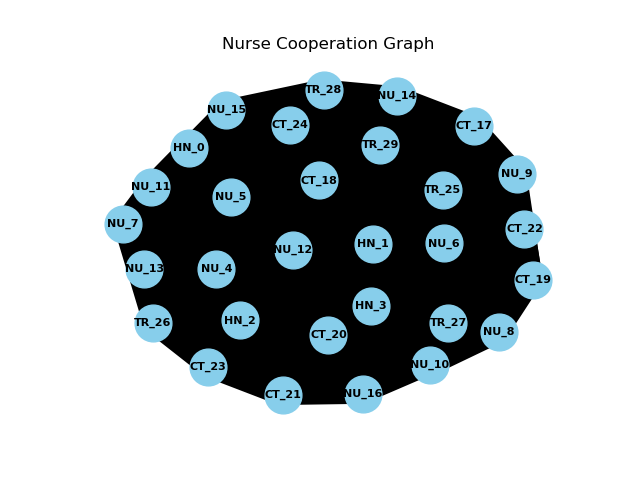 Nurse Cooperation Graph
TR_28
NU_14
NU_15
CT_24
CT_17
HN_0
TR_29
NU_9
CT_18
NU_11
TR_25
NU_5
NU_7
CT_22
HN_1
NU_6
NU_12
NU_13
NU_4
CT_19
HN_3
HN_2
TR_26
TR_27
NU_8
CT_20
NU_10
CT_23
NU_16
CT_21